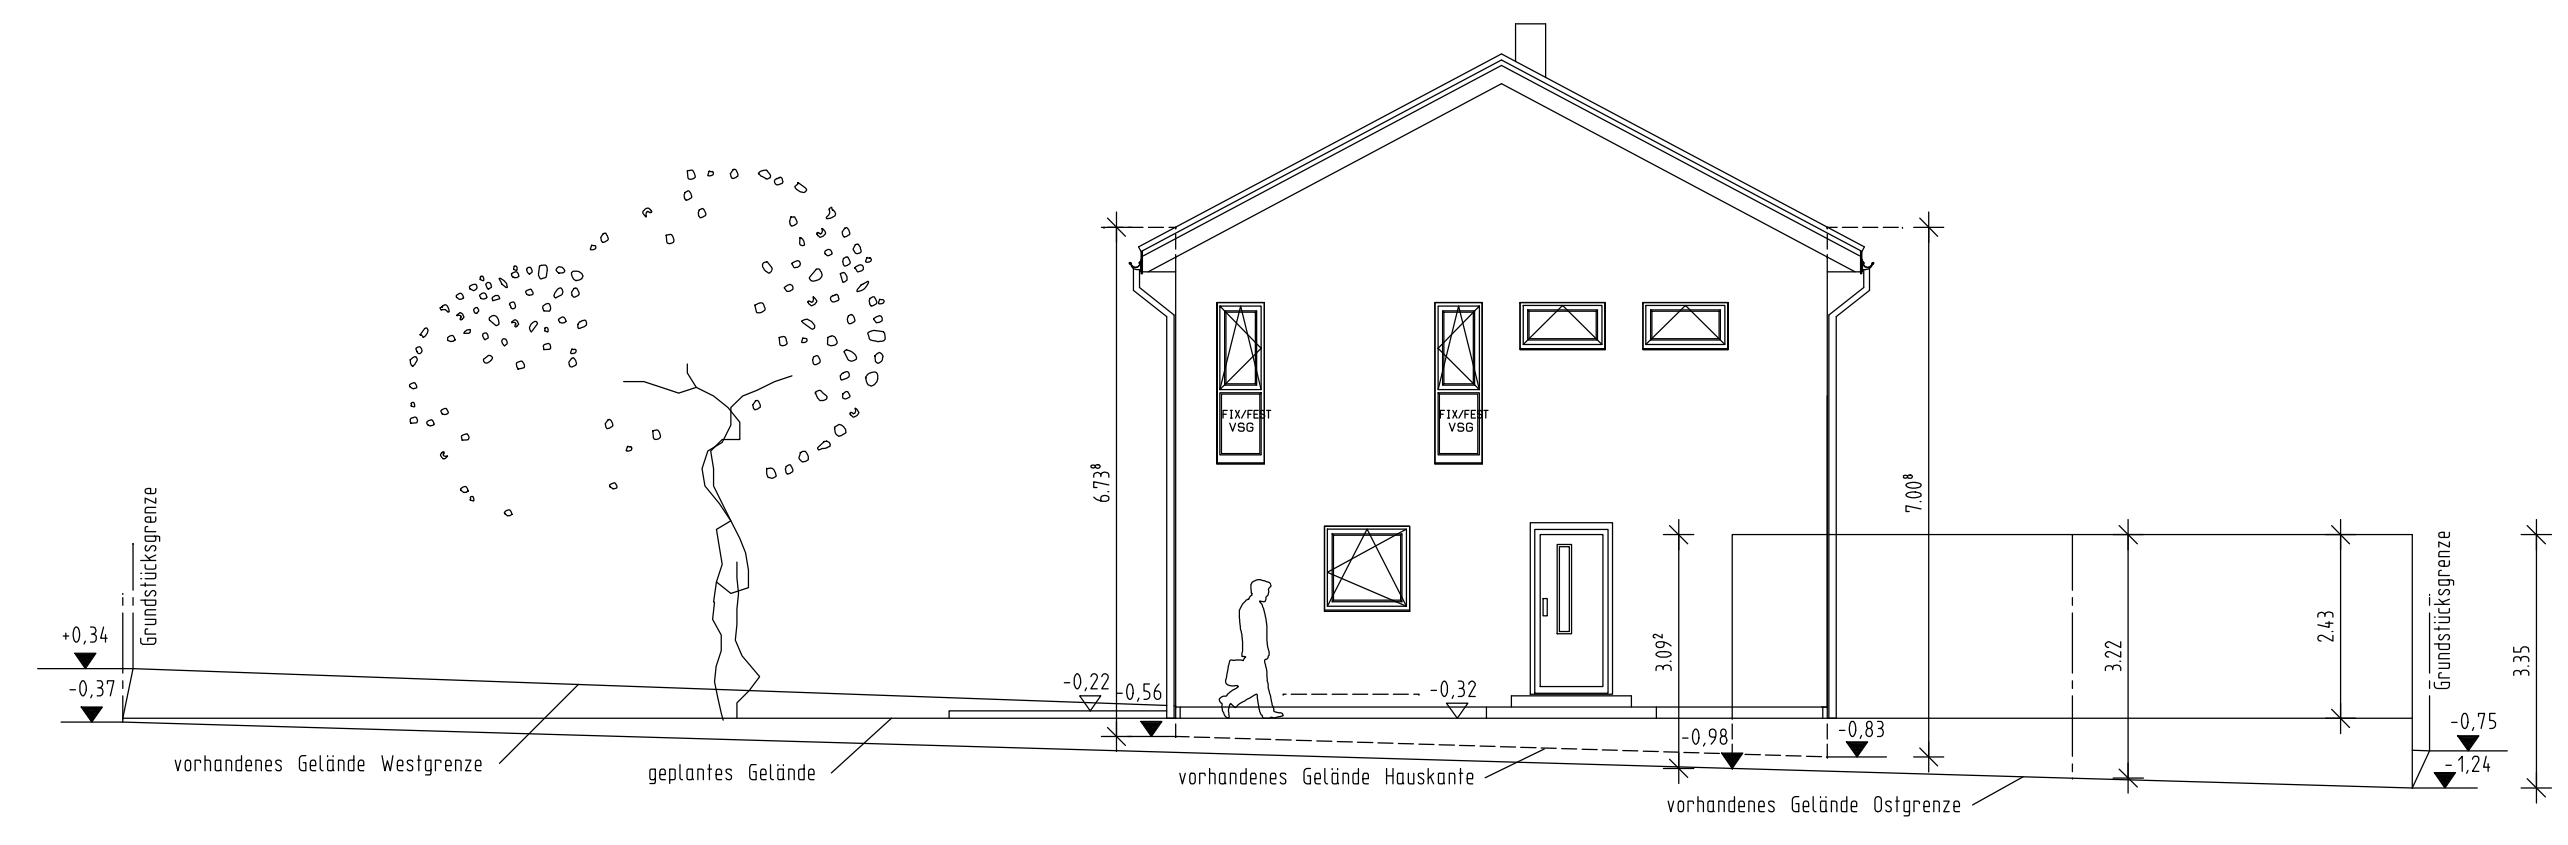 FIX/FEST
VSG
FIX/FEST
VSG
6.73⁸
7.00⁸
Grundstücksgrenze
Grundstücksgrenze
3.09²
3.22
2.43
3.35
+0,34
-0,37
-0,22
-0,56
-0,32
-0,98
-0,83
-0,75
-1,24
vorhandenes Gelände Westgrenze
geplantes Gelände
vorhandenes Gelände Hauskante
vorhandenes Gelände Ostgrenze